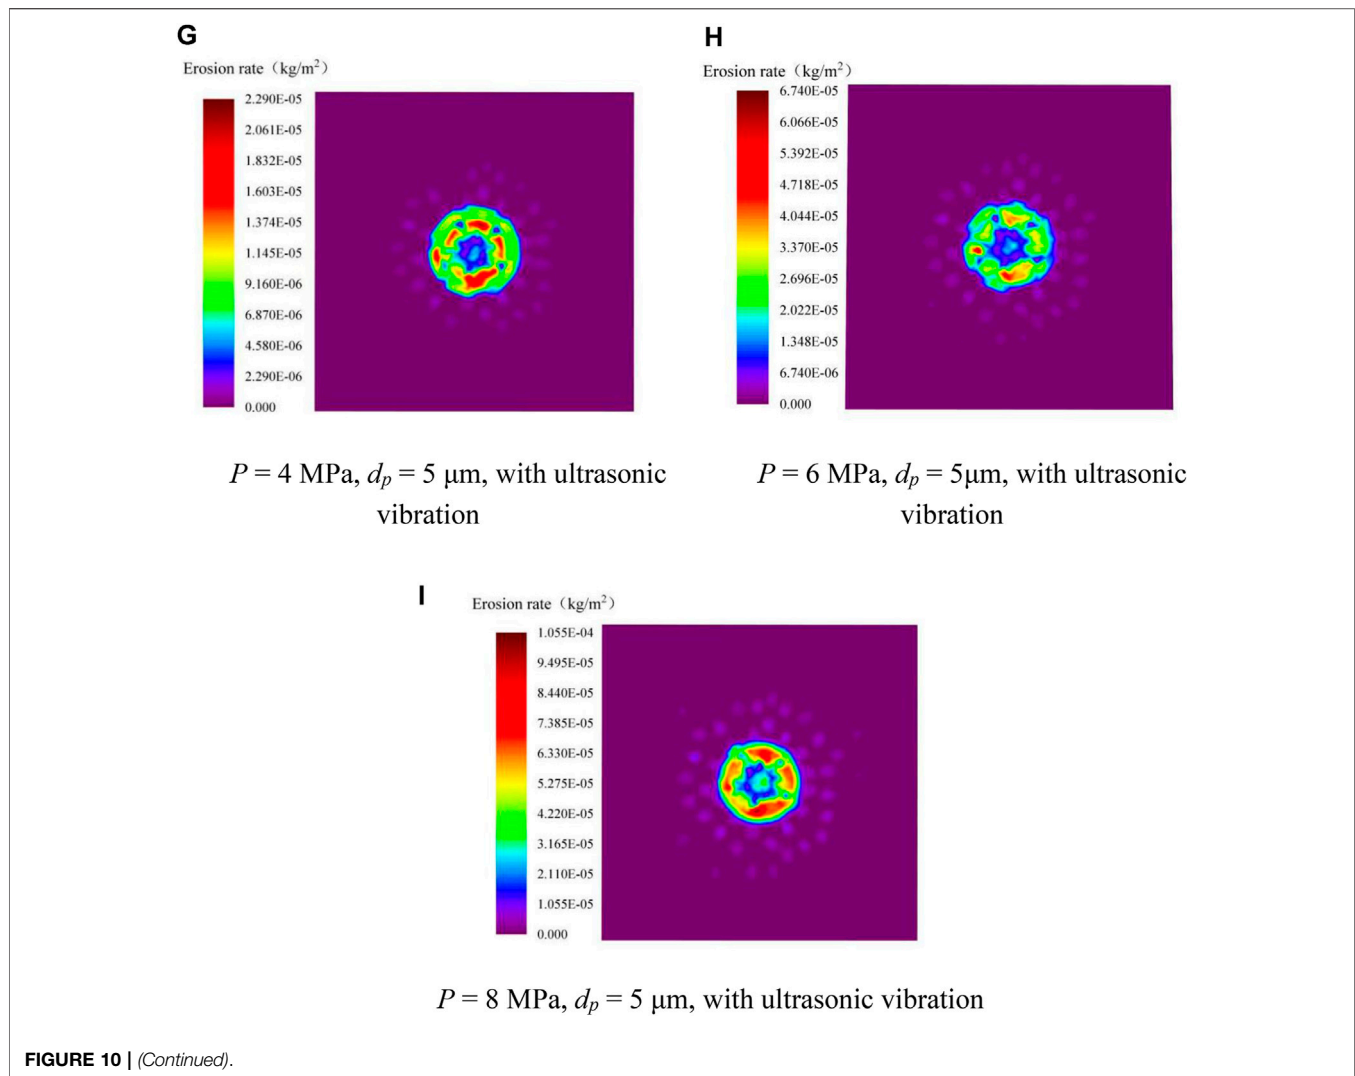 G
Erosion rate（kg/m²）
2.290E-05
2.061E-05
1.832E-05
1.603E-05
1.374E-05
1.145E-05
9.160E-06
6.870E-06
4.580E-06
2.290E-06
0.000
P = 4 MPa, dₚ = 5 μm, with ultrasonic
vibration
H
Erosion rate（kg/m²）
6.740E-05
6.066E-05
5.392E-05
4.718E-05
4.044E-05
3.370E-05
2.696E-05
2.022E-05
1.348E-05
6.740E-06
0.000
P = 6 MPa, dₚ = 5μm, with ultrasonic
vibration
I
Erosion rate（kg/m²）
1.055E-04
9.495E-05
8.440E-05
7.385E-05
6.330E-05
5.275E-05
4.220E-05
3.165E-05
2.110E-05
1.055E-05
0.000
P = 8 MPa, dₚ = 5 μm, with ultrasonic vibration
FIGURE 10 | (Continued).